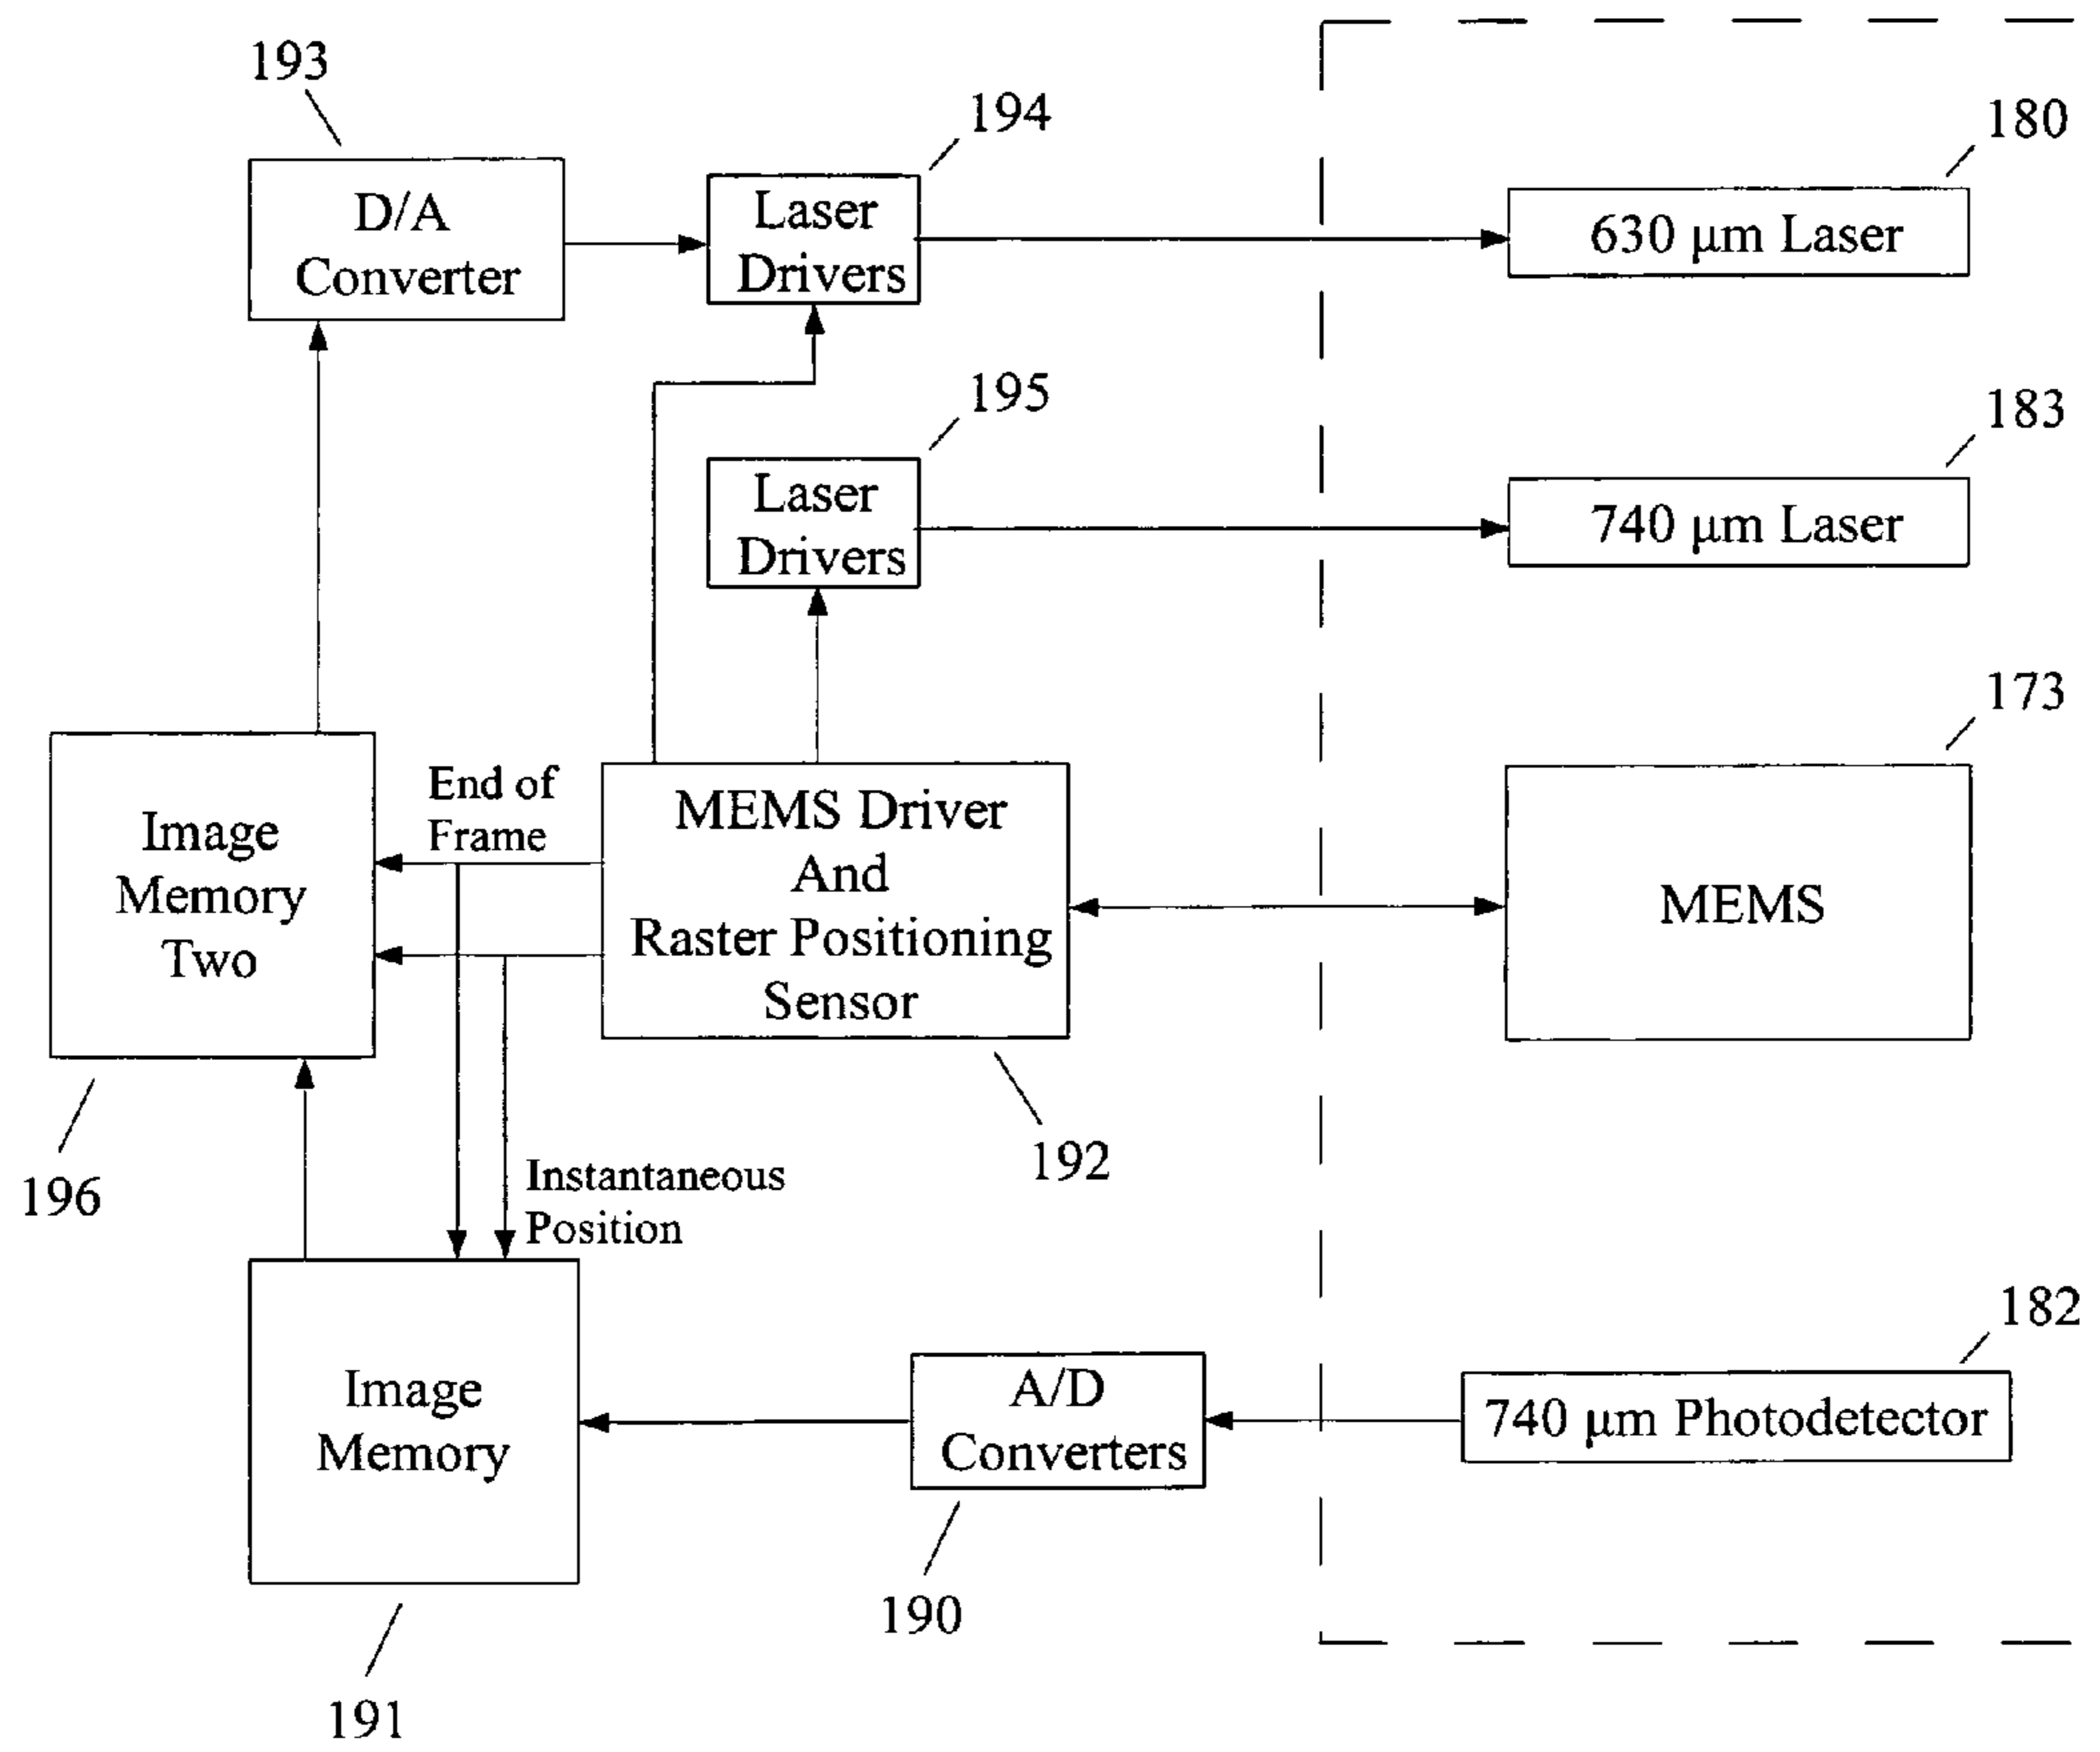 193
194
180
D/A
Converter
Laser
Drivers
630 μm Laser
195
183
Laser
Drivers
740 μm Laser
173
End of
Frame
MEMS Driver
And
Raster Positioning
Sensor
Image
Memory
Two
MEMS
192
196
Instantaneous
Position
182
Image
Memory
A/D
Converters
740 μm Photodetector
190
191